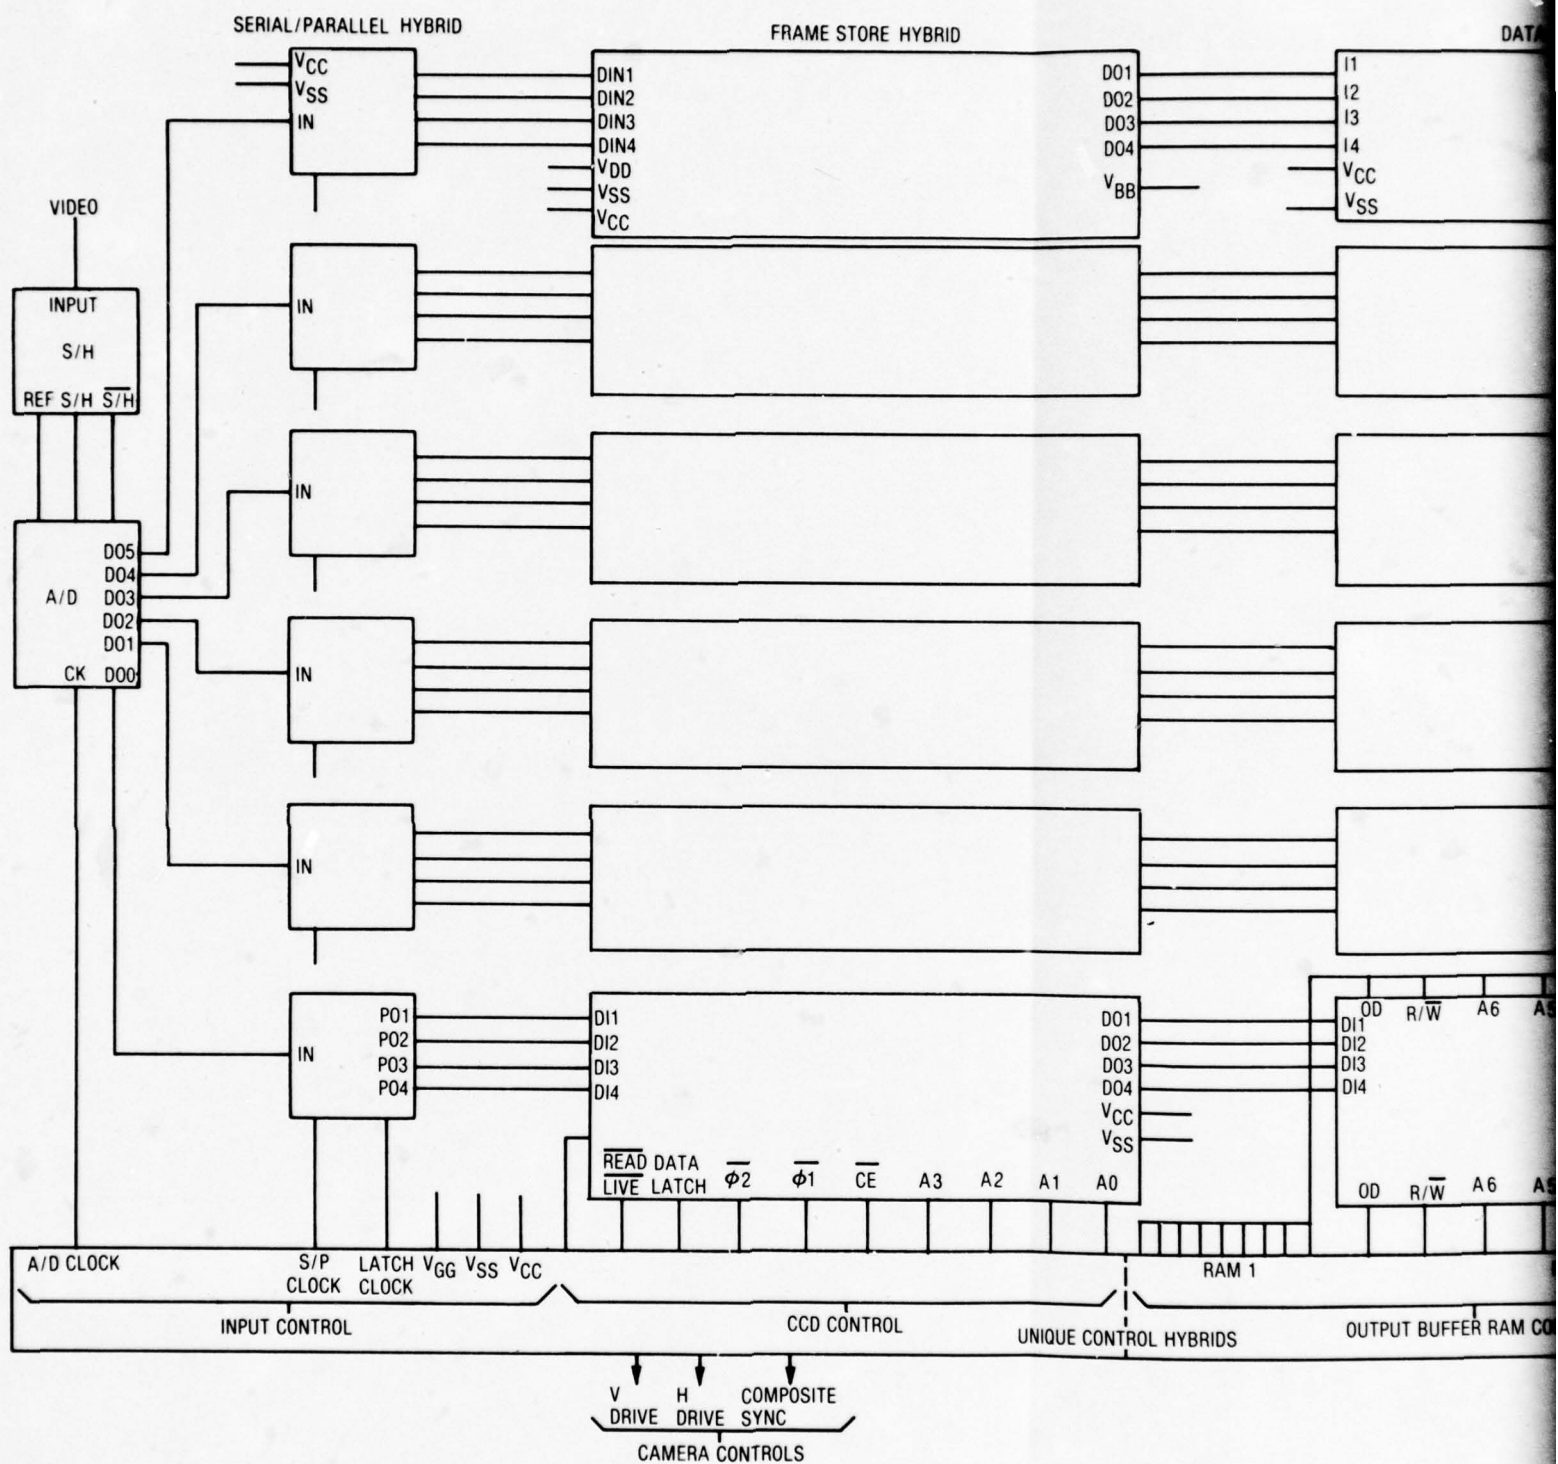 SERIAL/PARALLEL HYBRID
FRAME STORE HYBRID
DATA
VCC
VSS
IN
DIN1
DIN2
DIN3
DIN4
VDD
VSS
VCC
DO1
DO2
DO3
DO4
VBB
I1
I2
I3
I4
VCC
VSS
VIDEO
INPUT
S/H
REF S/H S/H
IN
IN
A/D
DO5
DO4
DO3
DO2
DO1
CK DO0
IN
IN
IN
PO1
PO2
PO3
PO4
DI1
DI2
DI3
DI4
DO1
DO2
DO3
DO4
VCC
VSS
READ DATA
LIVE LATCH
ϕ2
ϕ1
CE
A3
A2
A1
A0
OD R/W A6 A5
DI1
DI2
DI3
DI4
OD R/W A6 A5
A/D CLOCK
S/P CLOCK
LATCH CLOCK
VGG VSS VCC
RAM 1
INPUT CONTROL
CCD CONTROL
UNIQUE CONTROL HYBRIDS
OUTPUT BUFFER RAM
V DRIVE
H DRIVE
COMPOSITE SYNC
CAMERA CONTROLS